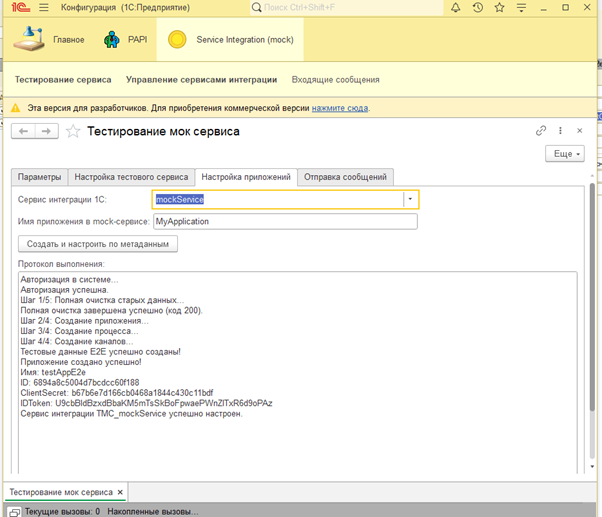 1С Конфигурация (1С:Предприятие) Поиск Ctrl+Shift+F
Главное PAPI Service Integration (mock)
Тестирование сервиса Управление сервисами интеграции Входящие сообщения
Эта версия для разработчиков. Для приобретения коммерческой версии нажмите сюда.
Тестирование мок сервиса
Еще
Параметры Настройка тестового сервиса Настройка приложений Отправка сообщений
Сервис интеграции 1С: mockService
Имя приложения в mock-сервисе: MyApplication
Создать и настроить по метаданным
Протокол выполнения:
Авторизация в системе...
Авторизация успешна.
Шаг 1/5: Полная очистка старых данных...
Полная очистка завершена успешно (код 200).
Шаг 2/4: Создание приложения...
Шаг 3/4: Создание процесса...
Шаг 4/4: Создание каналов...
Тестовые данные E2E успешно созданы!
Приложение создано успешно!
Имя: testAppE2e
ID: 6894a8c5004d7bcdcc60f188
ClientSecret: b67b6e7d166cb0468a1844c430c11bdf
IDToken: U9cbBldBzxdBbaKM5mTsSkBoFpwaePWnZlTxR6d9oPAz
Сервис интеграции TMC_mockService успешно настроен.
Тестирование мок сервиса
Текущие вызовы: 0 Накопленные вызовы...